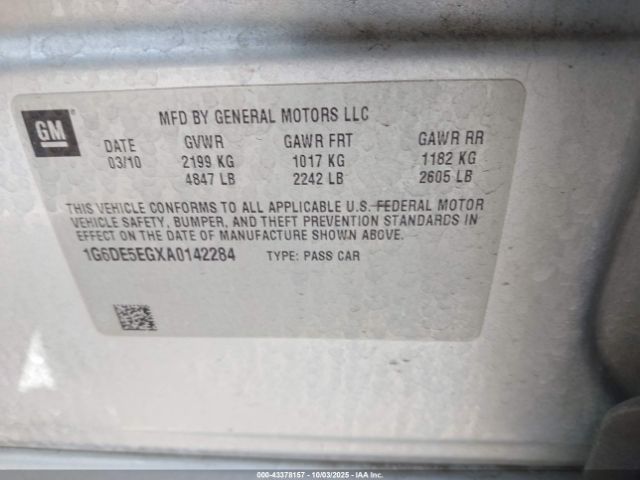 GM
MFD BY GENERAL MOTORS LLC
DATE GVWR GAWR FRT GAWR RR
03/10 2199 KG 1017 KG 1182 KG
4847 LB 2242 LB 2605 LB
THIS VEHICLE CONFORMS TO ALL APPLICABLE U.S. FEDERAL MOTOR
VEHICLE SAFETY, BUMPER, AND THEFT PREVENTION STANDARDS IN
EFFECT ON THE DATE OF MANUFACTURE SHOWN ABOVE.
1G6DE5EGXA0142284 TYPE: PASS CAR
000-43378157 - 10/03/2025 - IAA Inc.